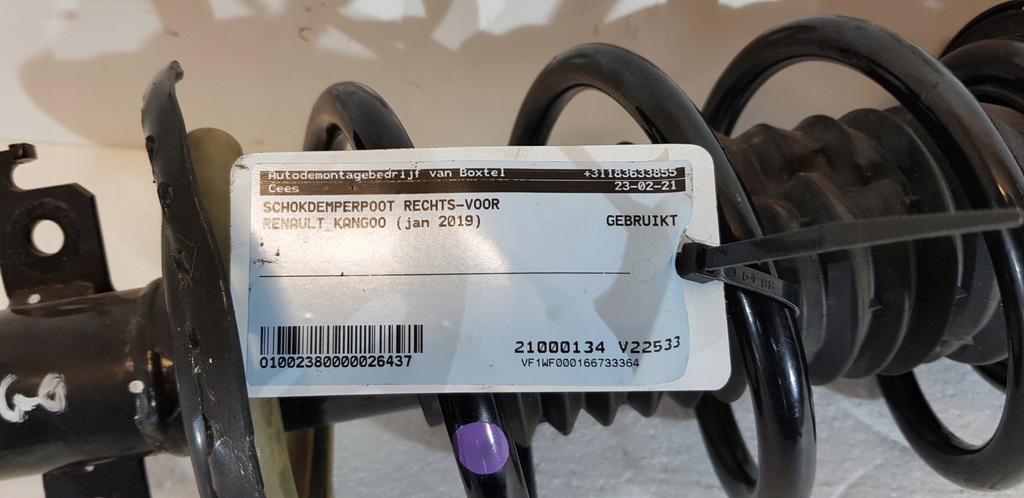 Autodemontagebedrijf van Boxtel +31183633855
Cees 23-02-21
SCHOKDEMPERPOOT RECHTS-VOOR
RENAULT KANGOO (jan 2019) GEBRUIKT
01002380000026437
21000134 V22533
VF1WF000166733364